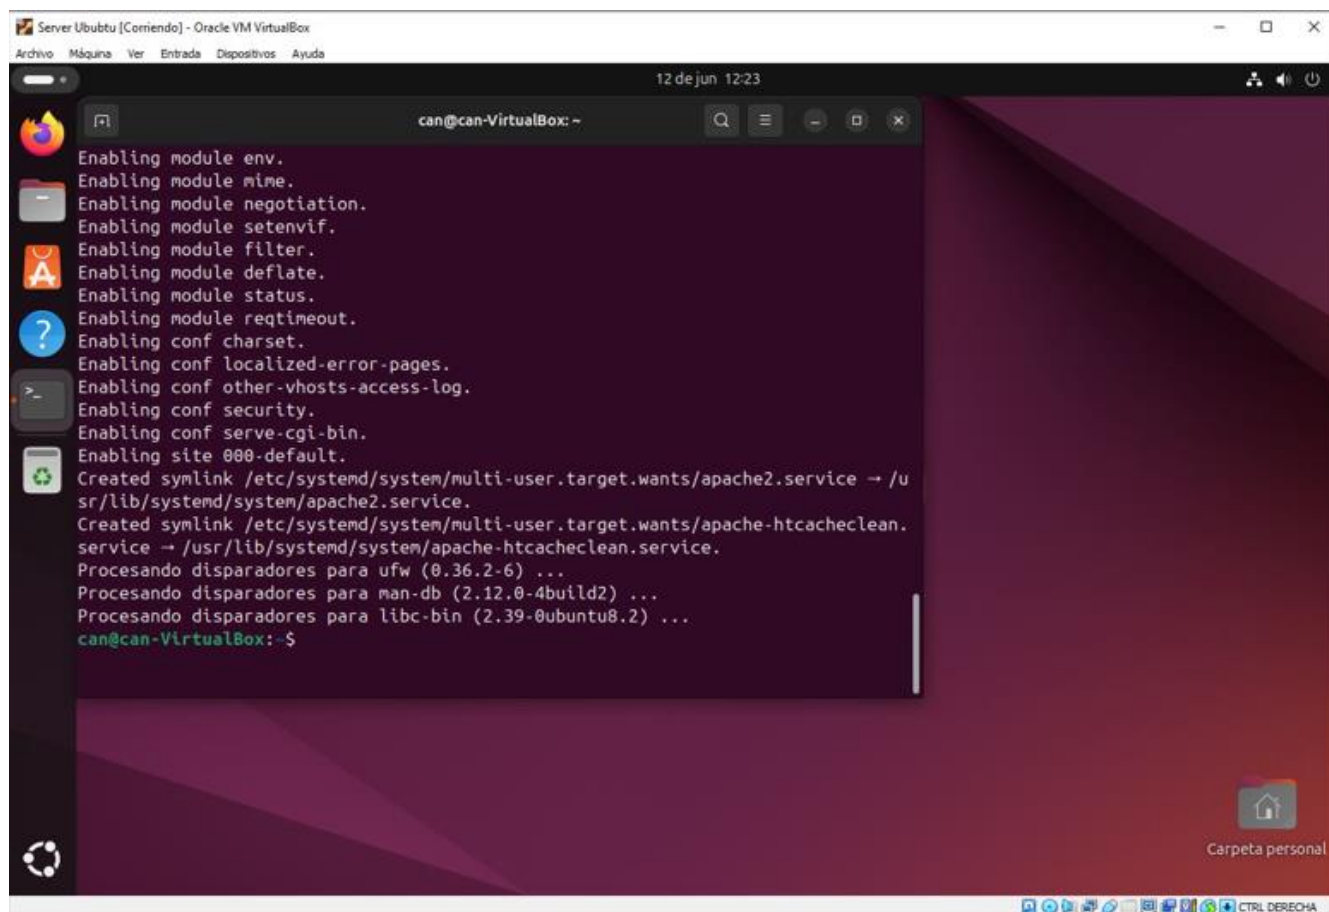 Server Ububtu [Corriendo] - Oracle VM VirtualBox
Archivo Máquina Ver Entrada Dispositivos Ayuda
12 de jun 12:23
can@can-VirtualBox: ~
Enabling module env.
Enabling module mime.
Enabling module negotiation.
Enabling module setenvif.
Enabling module filter.
Enabling module deflate.
Enabling module status.
Enabling module reqtimeout.
Enabling conf charset.
Enabling conf localized-error-pages.
Enabling conf other-vhosts-access-log.
Enabling conf security.
Enabling conf serve-cgi-bin.
Enabling site 000-default.
Created symlink /etc/systemd/system/multi-user.target.wants/apache2.service → /u
sr/lib/systemd/system/apache2.service.
Created symlink /etc/systemd/system/multi-user.target.wants/apache-htcacheclean.
service → /usr/lib/systemd/system/apache-htcacheclean.service.
Procesando disparadores para ufw (0.36.2-6) ...
Procesando disparadores para man-db (2.12.0-4build2) ...
Procesando disparadores para libc-bin (2.39-0ubuntu8.2) ...
can@can-VirtualBox:~$
Carpeta personal
CTRL DERECHA